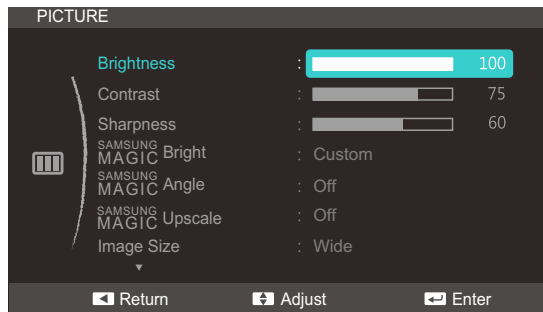 PICTURE
Brightness : 100
Contrast : 75
Sharpness : 60
SAMSUNG MAGIC Bright : Custom
SAMSUNG MAGIC Angle : Off
SAMSUNG MAGIC Upscale : Off
Image Size : Wide
Return Adjust Enter